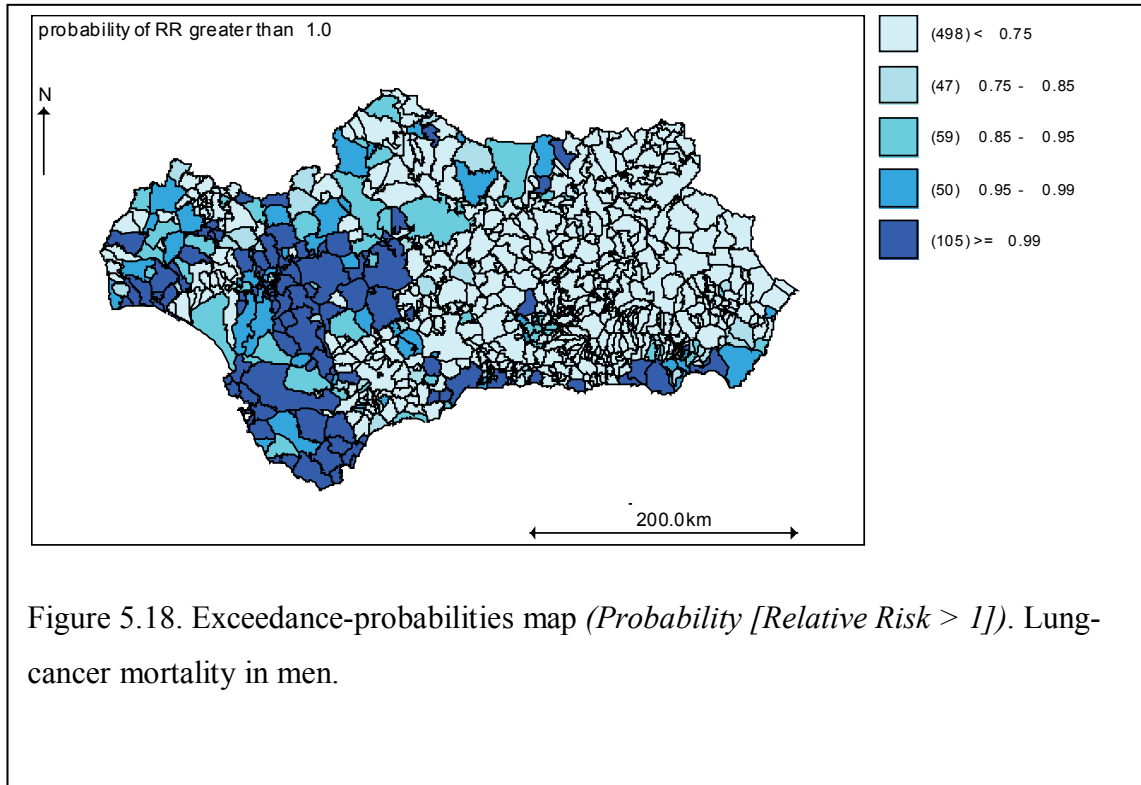 probability of RR greater than 1.0
N
(498) < 0.75
(47) 0.75 - 0.85
(59) 0.85 - 0.95
(50) 0.95 - 0.99
(105) >= 0.99
200.0km
Figure 5.18. Exceedance-probabilities map (Probability [Relative Risk > 1]). Lung-
cancer mortality in men.